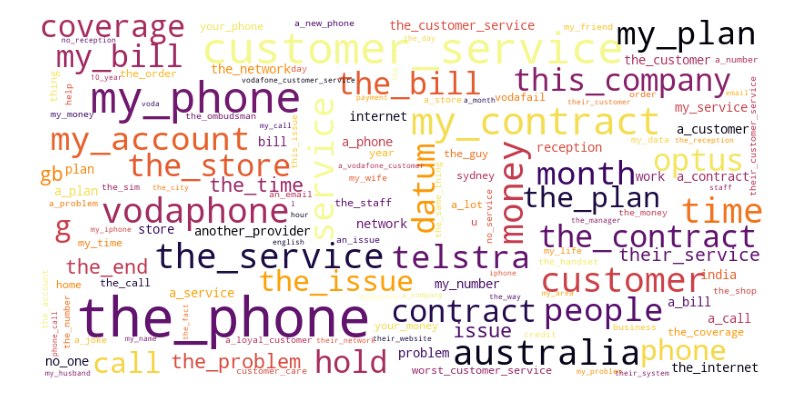 coverage
your_phone
a_new_phone
the_customer_service
my_friend
no_reception
the_day
my_plan
my_bill
customer_service
a_number
the_order
the_network
day
the_customer
thing
help
10_year
vodafone_customer_service
the_bill
this_company
email
my_phone
voda
payment
a_month
a_store
vodafail
order
their_customer
my_service
my_money
the_ombudsman
internet
my_contract
my_call
service
this_issue
my_data
the_reception
a_customer
my_account
bill
a_phone
year
the_guy
reception
optus
their_customer_service
the_store
a_vodafone_customer
gb
plan
a_plan
the_sim
the_city
the_time
an_email
my_wife
datum
the_same_thing
sydney
money
month
work
a_contract
staff
a_problem
vodaphone
i
hour
the_staff
a_lot
no_service
the_plan
the_money
time
g
my_iphone
store
another_provider
network
u
the_manager
my_time
english
an_issue
the_contract
the_service
telstra
my_life
their_service
the_end
the_issue
iphone
the_handset
customer
india
the_shop
home
the_call
a_service
my_number
a_company
the_way
my_area
a_bill
the_account
the_number
the_phone
contract
people
a_call
phone_call
the_fact
your_money
issue
credit
business
the_coverage
a_joke
my_name
a_loyal_customer
their_network
their_website
australia
phone
no_one
call
the_problem
hold
problem
worst_customer_service
my_problem
the_internet
my_husband
customer_care
their_system